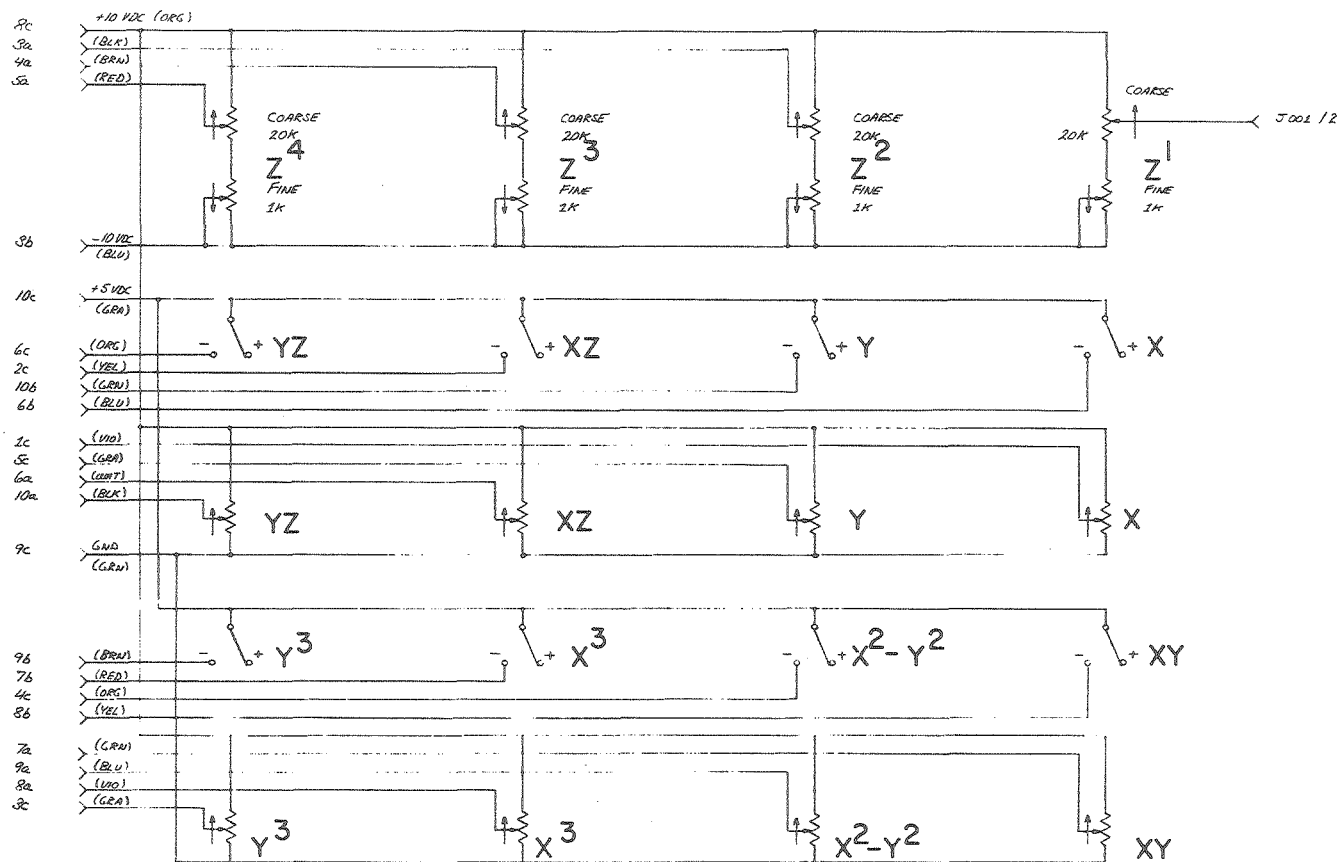 8c +10 VDC (ORG)
3a (BLK)
4a (BRN)
5a (RED)
COARSE
20K
Z4
FINE
1K
COARSE
20K
Z3
FINE
1K
COARSE
20K
Z2
FINE
1K
COARSE
20K
Z1
FINE
1K
J001 /2
3b -10 VDC
(BLU)
10c +5 VDC
(GRA)
- + YZ
- + XZ
- + Y
- + X
6c (ORG)
2c (YEL)
10b (GRN)
6b (BLU)
1c (VIO)
5c (GRA)
6a (WHT)
10a (BLK)
YZ
XZ
Y
X
9c GND
(GRN)
- + Y3
- + X3
- + X2-Y2
- + XY
9b (BRN)
7b (RED)
4c (ORG)
8b (YEL)
7a (GRN)
9a (BLU)
8a (VIO)
3c (GRA)
Y3
X3
X2-Y2
XY